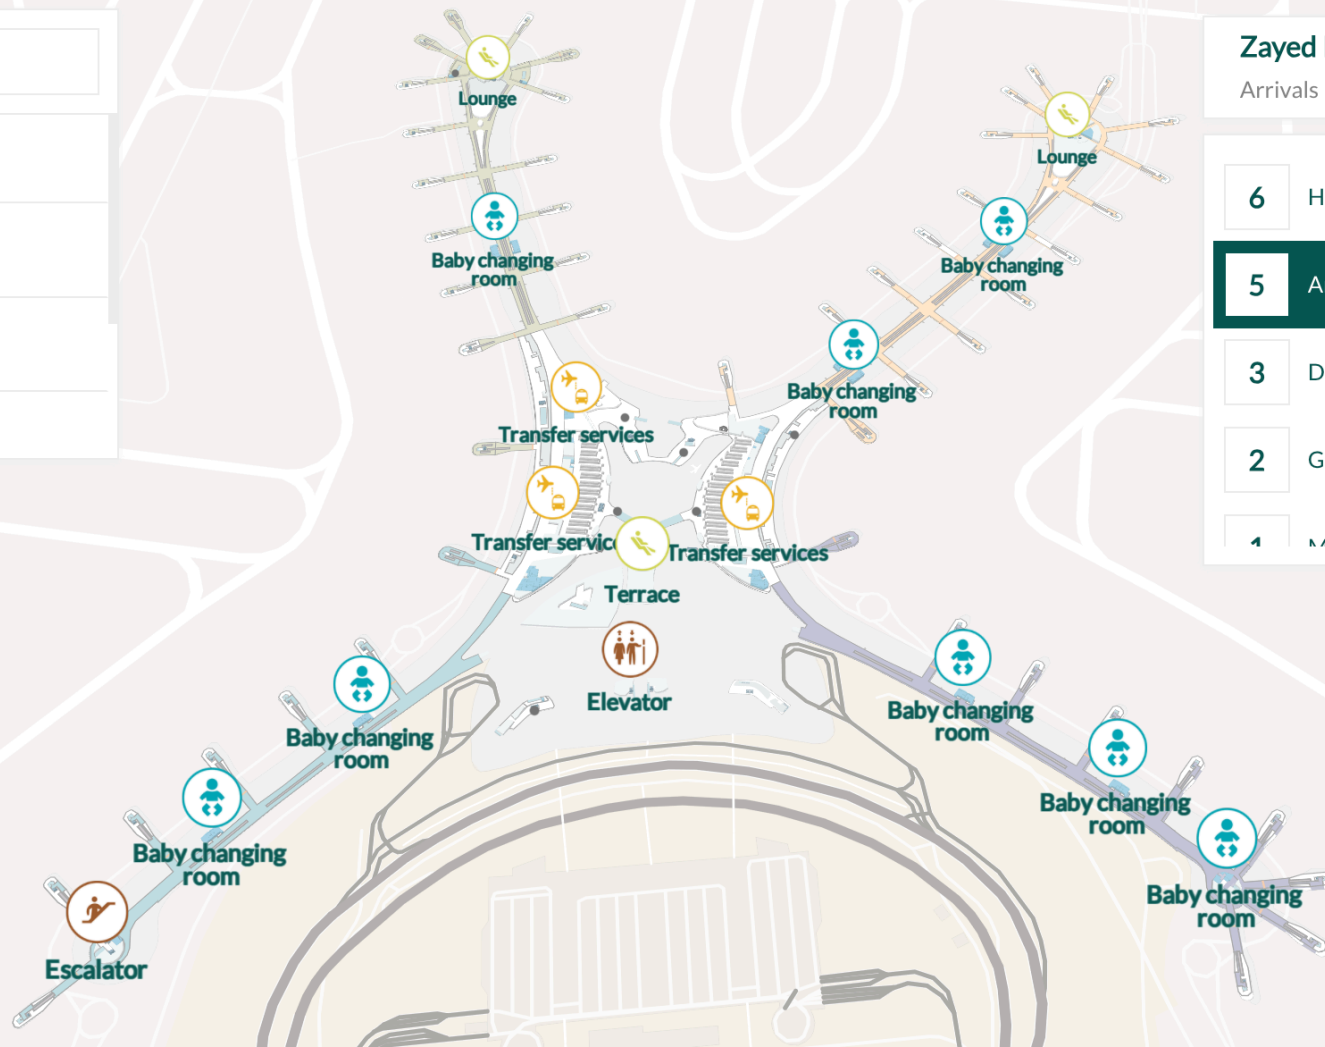 Zayed
Arrivals
6 H
5 A
3 D
2 G
Lounge
Lounge
Baby changing
room
Baby changing
room
Baby changing
room
Transfer services
Transfer servic
Transfer services
Terrace
Elevator
Baby changing
room
Baby changing
room
Baby changing
room
Baby changing
room
Baby changing
room
Escalator